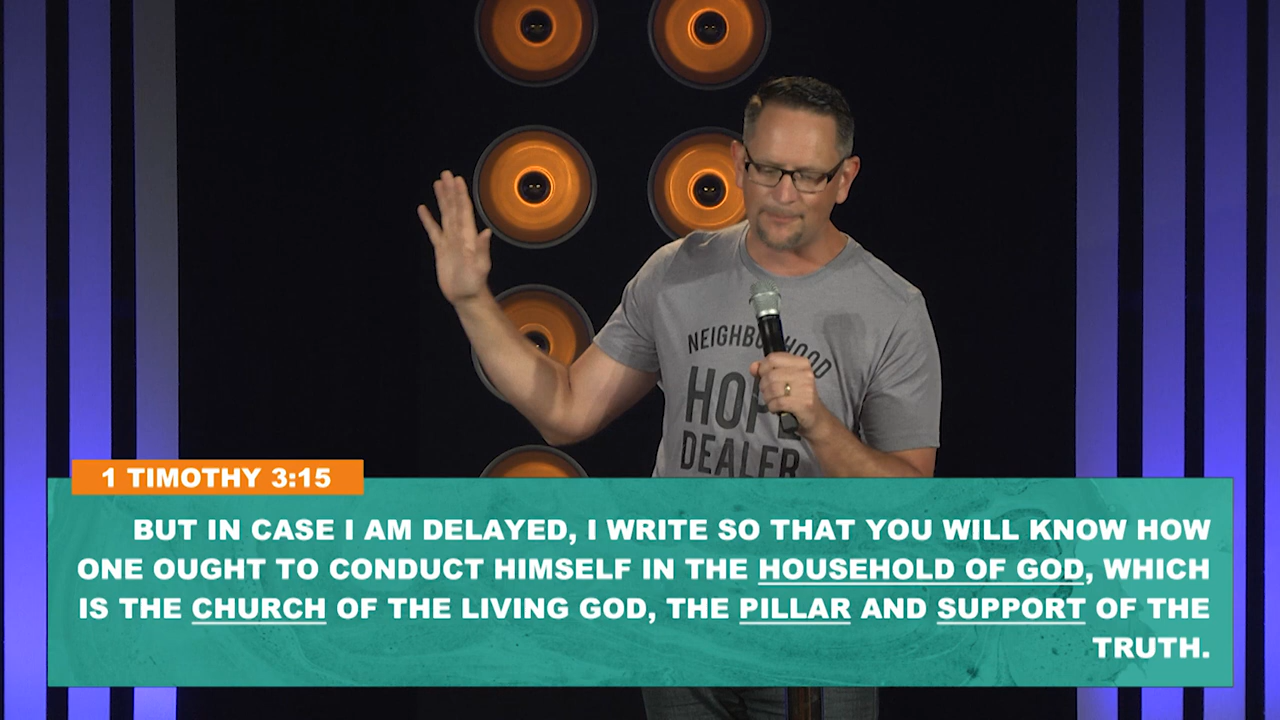 NEIGHBORHOOD
HOPE
DEALER
1 TIMOTHY 3:15
BUT IN CASE I AM DELAYED, I WRITE SO THAT YOU WILL KNOW HOW
ONE OUGHT TO CONDUCT HIMSELF IN THE HOUSEHOLD OF GOD, WHICH
IS THE CHURCH OF THE LIVING GOD, THE PILLAR AND SUPPORT OF THE
TRUTH.